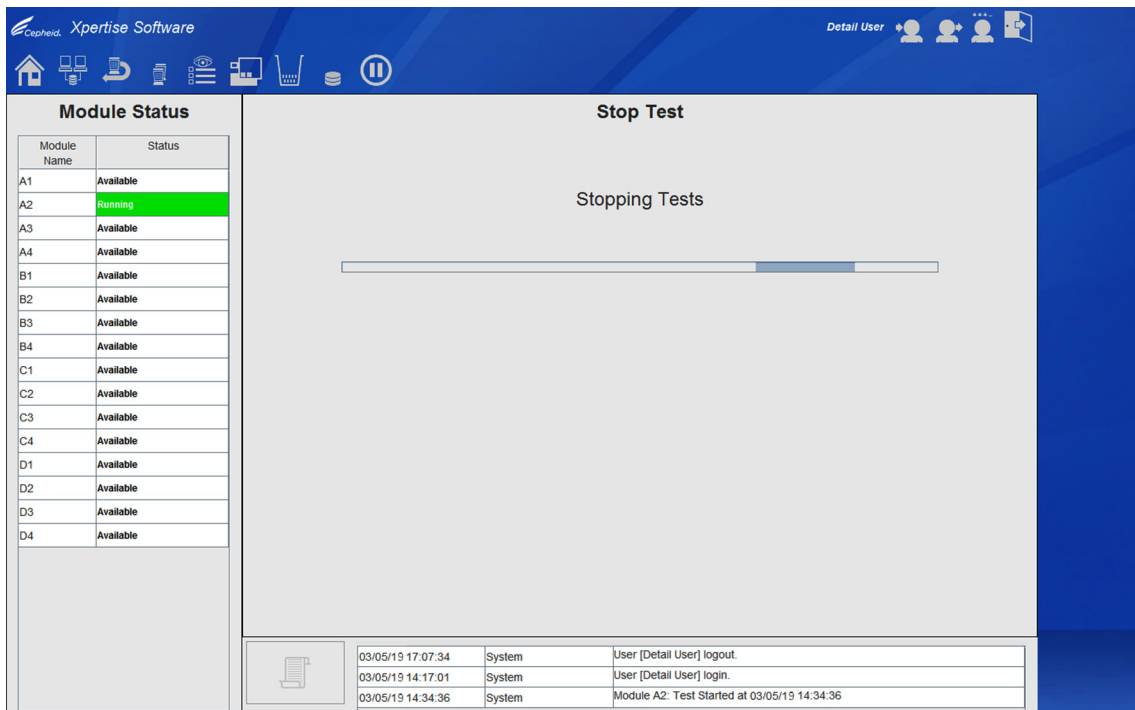 Cepheid. Xpertise Software
Detail User
Module Status
Stop Test
Module Name Status
A1 Available
A2 Running
A3 Available
A4 Available
B1 Available
B2 Available
B3 Available
B4 Available
C1 Available
C2 Available
C3 Available
C4 Available
D1 Available
D2 Available
D3 Available
D4 Available
Stopping Tests
03/05/19 17:07:34 System User [Detail User] logout.
03/05/19 14:17:01 System User [Detail User] login.
03/05/19 14:34:36 System Module A2: Test Started at 03/05/19 14:34:36